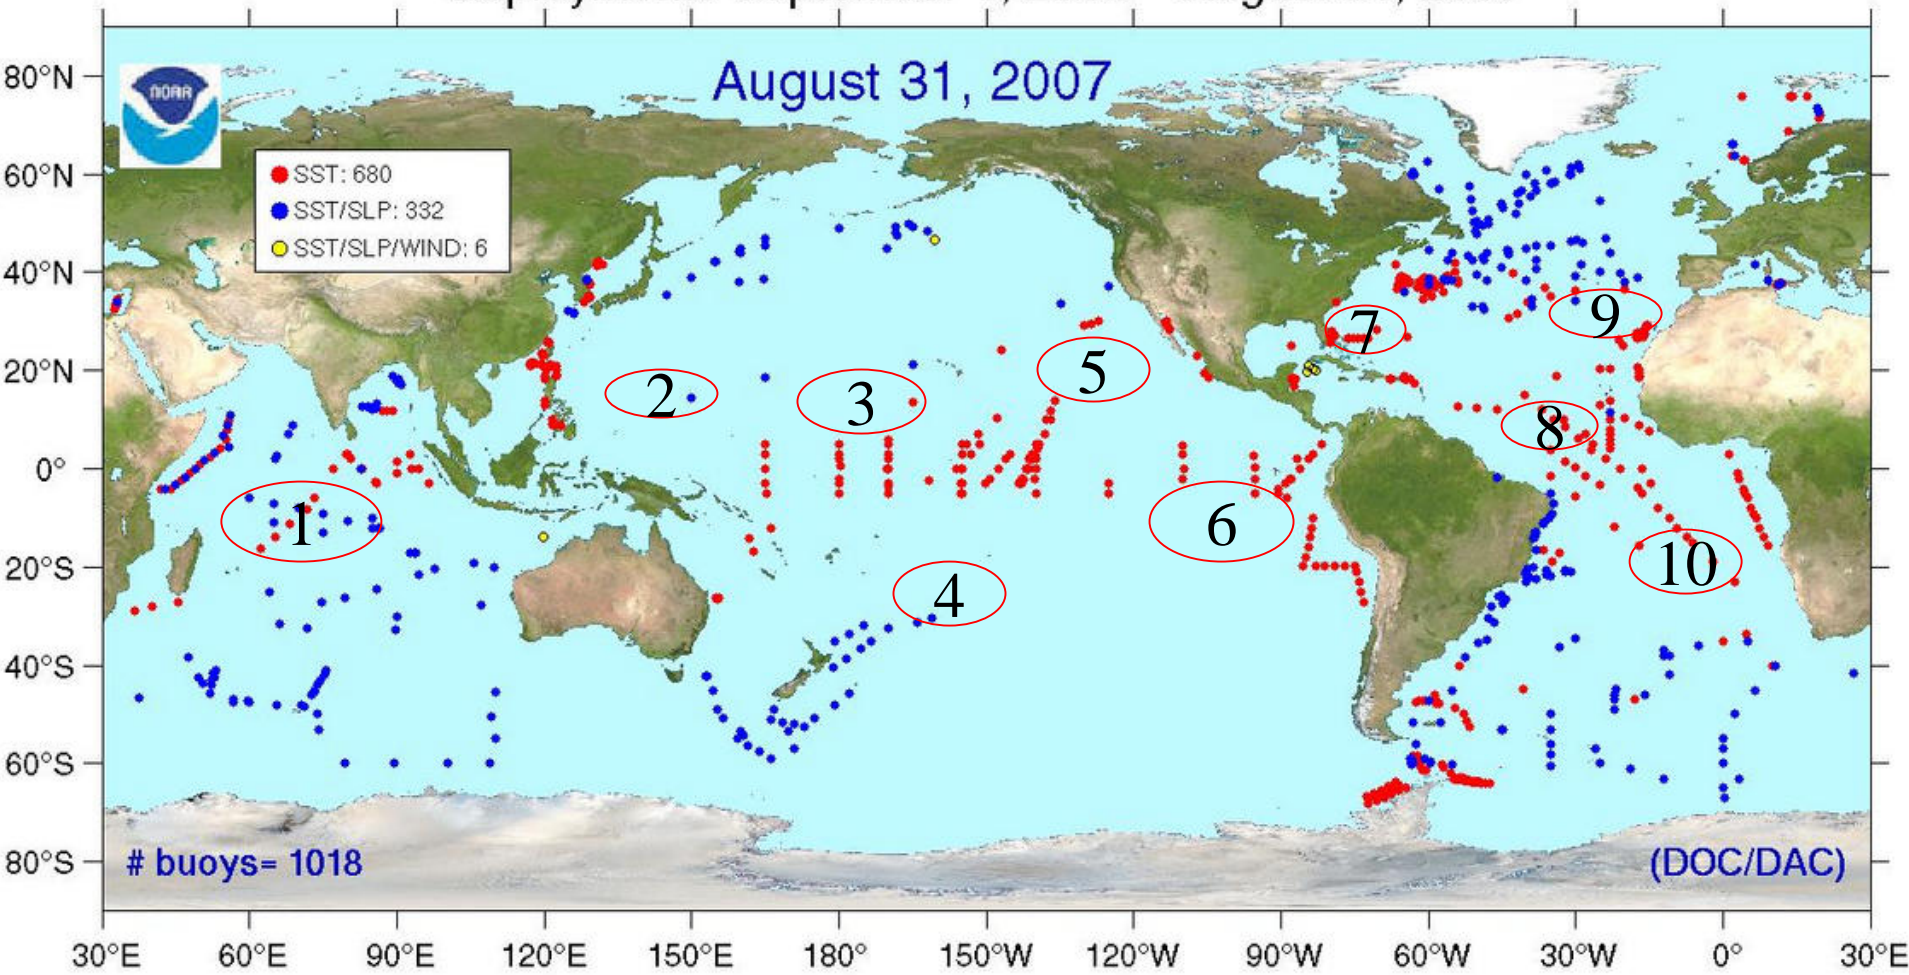 August 31, 2007
NOAA
SST: 680
SST/SLP: 332
SST/SLP/WIND: 6
80°N
60°N
40°N
20°N
0°
20°S
40°S
60°S
80°S
5
9
7
2
3
8
1
6
10
4
# buoys= 1018
(DOC/DAC)
30°E 60°E 90°E 120°E 150°E 180° 150°W 120°W 90°W 60°W 30°W 0° 30°E